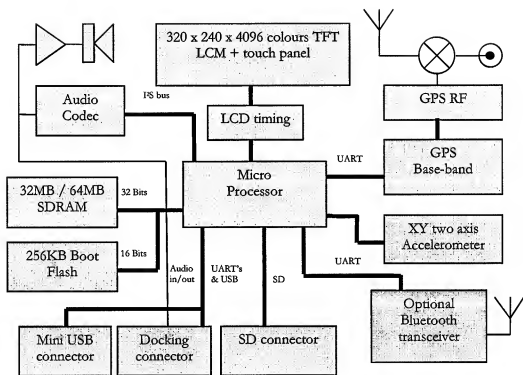 320 x 240 x 4096 colours TFT
LCM + touch panel
GPS RF
Audio
Codec
I²S bus
LCD timing
Micro
Processor
UART
GPS
Base-band
32MB / 64MB
SDRAM
32 Bits
XY two axis
Accelerometer
256KB Boot
Flash
16 Bits
Audio
in/out
UART's
& USB
SD
UART
Optional
Bluetooth
transceiver
Mini USB
connector
Docking
connector
SD connector